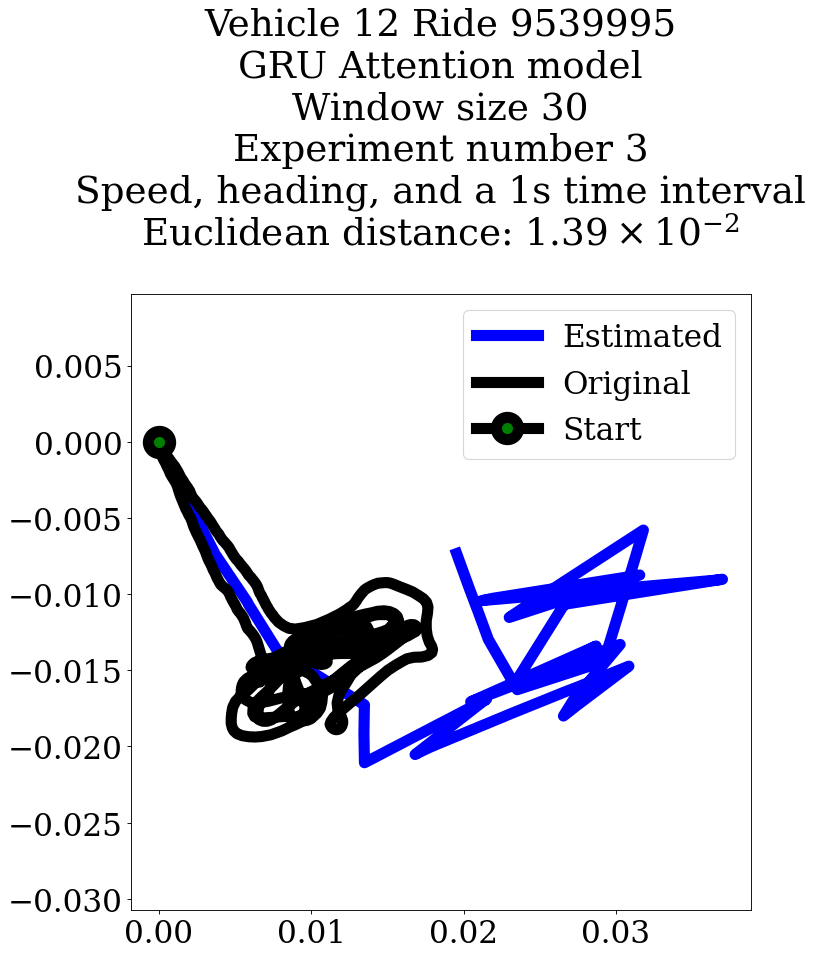 Vehicle 12 Ride 9539995
GRU Attention model
Window size 30
Experiment number 3
Speed, heading, and a 1s time interval
Euclidean distance: 1.39 × 10⁻²
Estimated
Original
Start
0.005
0.000
−0.005
−0.010
−0.015
−0.020
−0.025
−0.030
0.00 0.01 0.02 0.03